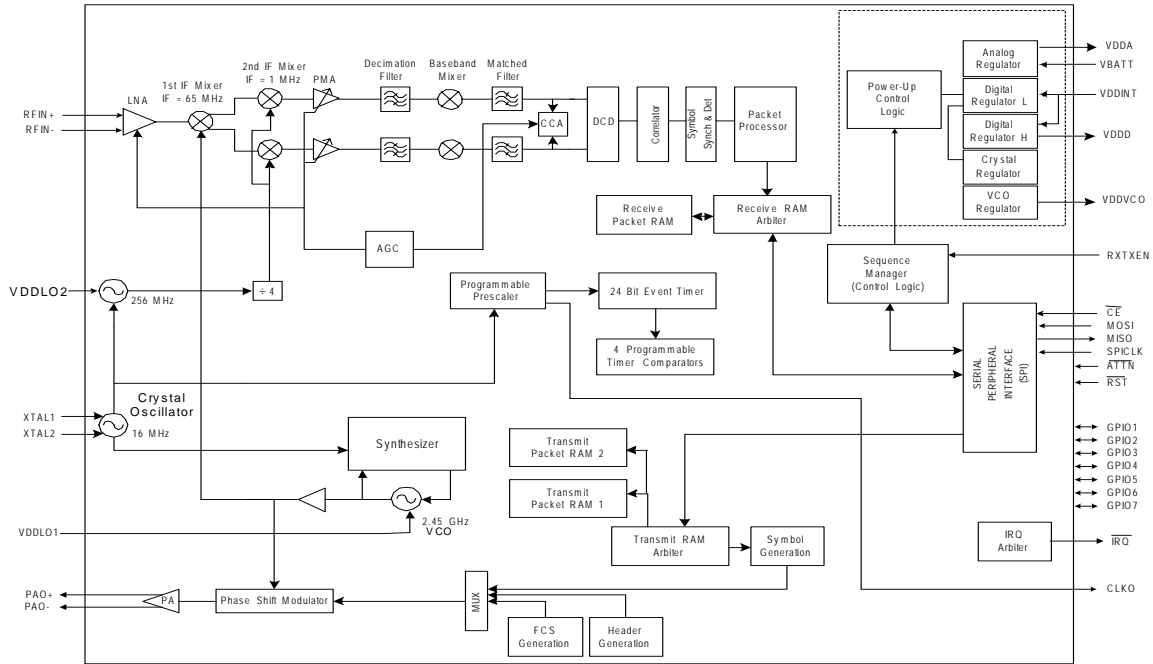 RFIN+
RFIN-
LNA
1st IF Mixer
IF = 65 MHz
2nd IF Mixer
IF = 1 MHz
PMA
Decimation
Filter
Baseband
Mixer
Matched
Filter
CCA
DCD
Correlator
Symbol
Synch & Det
Packet
Processor
Power-Up
Control
Logic
Analog
Regulator
Digital
Regulator L
Digital
Regulator H
Crystal
Regulator
VCO
Regulator
VDDA
VBATT
VDDINT
VDDD
VDDVCO
Receive
Packet RAM
Receive RAM
Arbiter
AGC
Sequence
Manager
(Control Logic)
RXTXEN
VDDLO2
256 MHz
÷ 4
Programmable
Prescaler
24 Bit Event Timer
4 Programmable
Timer Comparators
SERIAL
PERIPHERAL
INTERFACE
(SPI)
CE
MOSI
MISO
SPICLK
ATTN
RST
Crystal
Oscillator
XTAL1
XTAL2
16 MHz
Synthesizer
2.45 GHz
VCO
VDDLO1
Transmit
Packet RAM 2
Transmit
Packet RAM 1
Transmit RAM
Arbiter
Symbol
Generation
GPIO1
GPIO2
GPIO3
GPIO4
GPIO5
GPIO6
GPIO7
IRQ
Arbiter
IRQ
CLKO
PAO+
PAO-
PA
Phase Shift Modulator
MUX
FCS
Generation
Header
Generation